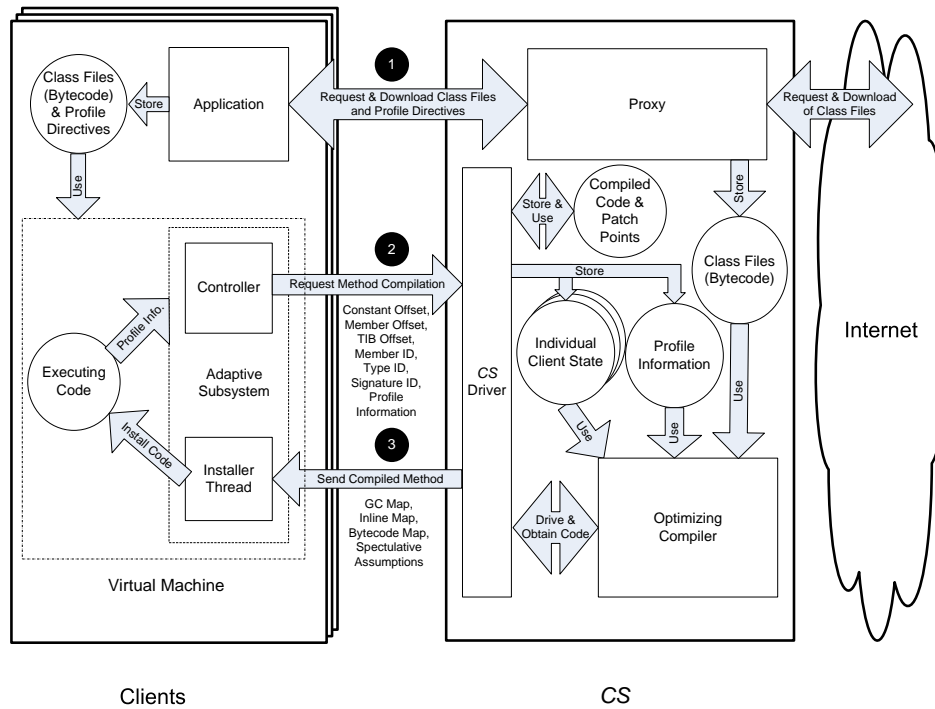 1
Class Files
(Bytecode)
& Profile
Directives
Store
Application
Request & Download Class Files
and Profile Directives
Proxy
Request & Download
of Class Files
Use
Store &
Use
Compiled
Code &
Patch
Points
Store
Class Files
(Bytecode)
2
Controller
Request Method Compilation
Store
Constant Offset,
Member Offset,
TIB Offset,
Member ID,
Type ID,
Signature ID,
Profile
Information
Profile Info.
Executing
Code
Adaptive
Subsystem
CS
Driver
Individual
Client State
Profile
Information
Internet
Use
Use
Use
3
Install Code
Installer
Thread
Send Compiled Method
GC Map,
Inline Map,
Bytecode Map,
Speculative
Assumptions
Drive &
Obtain Code
Optimizing
Compiler
Virtual Machine
Clients
CS